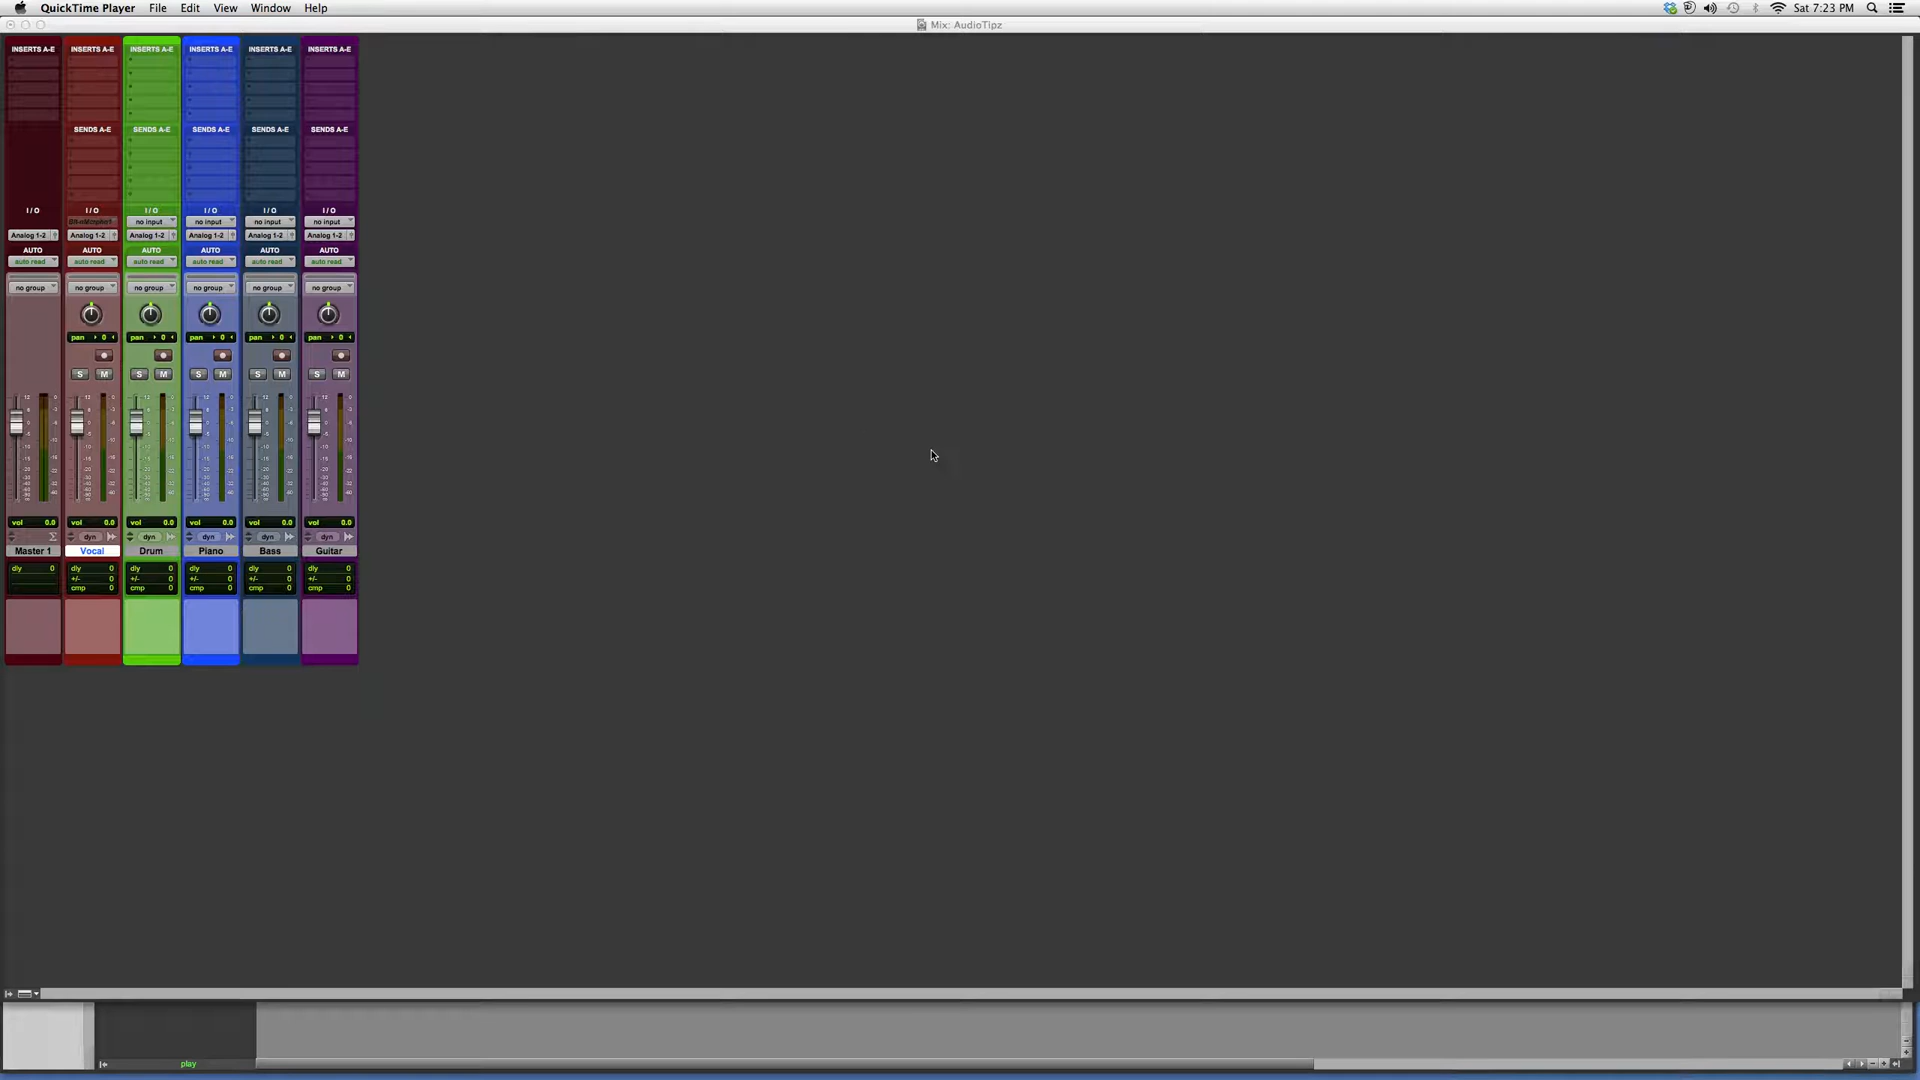 QuickTime Player File Edit View Window Help Sat 7:23 PM
Mix: AudioTipz
INSERTS A-E INSERTS A-E INSERTS A-E INSERTS A-E INSERTS A-E INSERTS A-E
SENDS A-E SENDS A-E SENDS A-E SENDS A-E SENDS A-E
I / O I / O I / O I / O I / O I / O
no input no input no input no input
Analog 1-2 Analog 1-2 Analog 1-2 Analog 1-2 Analog 1-2 Analog 1-2
AUTO AUTO AUTO AUTO AUTO AUTO
auto read auto read auto read auto read auto read auto read
no group no group no group no group no group no group
pan 0 pan 0 pan 0 pan 0 pan 0
S M S M S M S M S M
vol 0.0 vol 0.0 vol 0.0 vol 0.0 vol 0.0 vol 0.0
dyn dyn dyn dyn dyn
Master 1 Vocal Drum Piano Bass Guitar
dly 0 dly 0 dly 0 dly 0 dly 0 dly 0
+/- 0 +/- 0 +/- 0 +/- 0 +/- 0
cmp 0 cmp 0 cmp 0 cmp 0 cmp 0
play